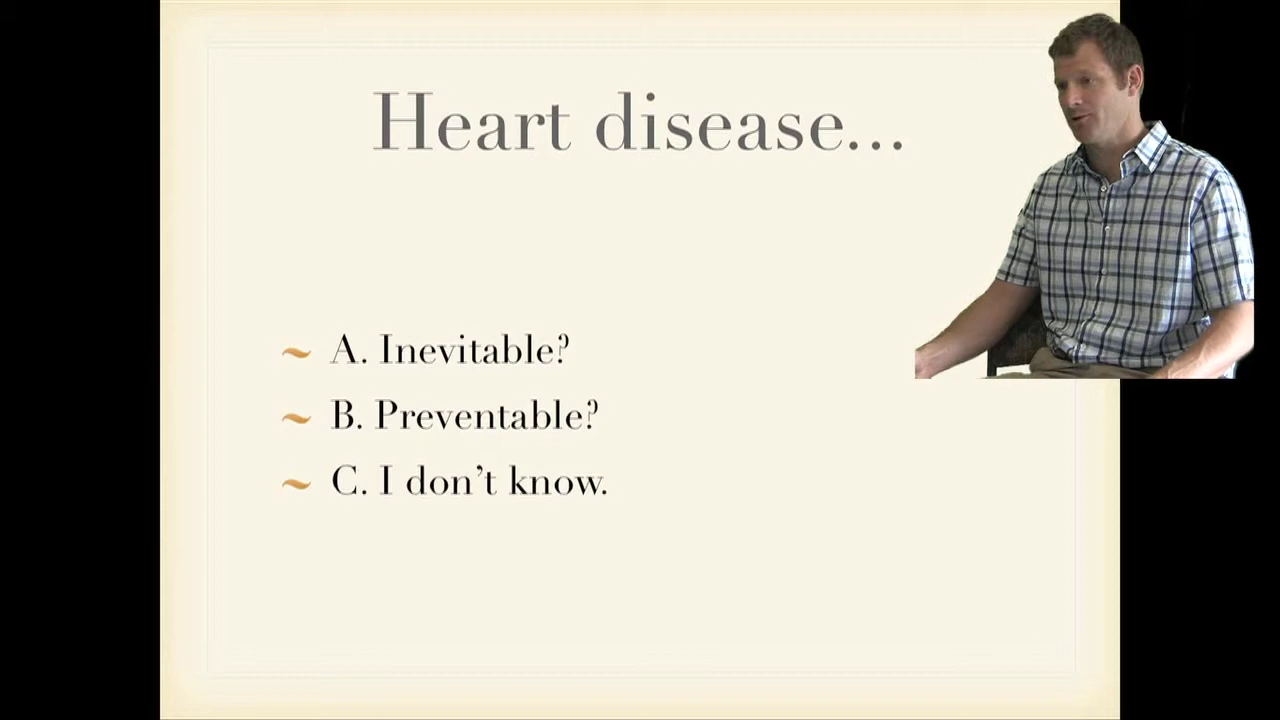 Heart disease...
A. Inevitable?
B. Preventable?
C. I don't know.